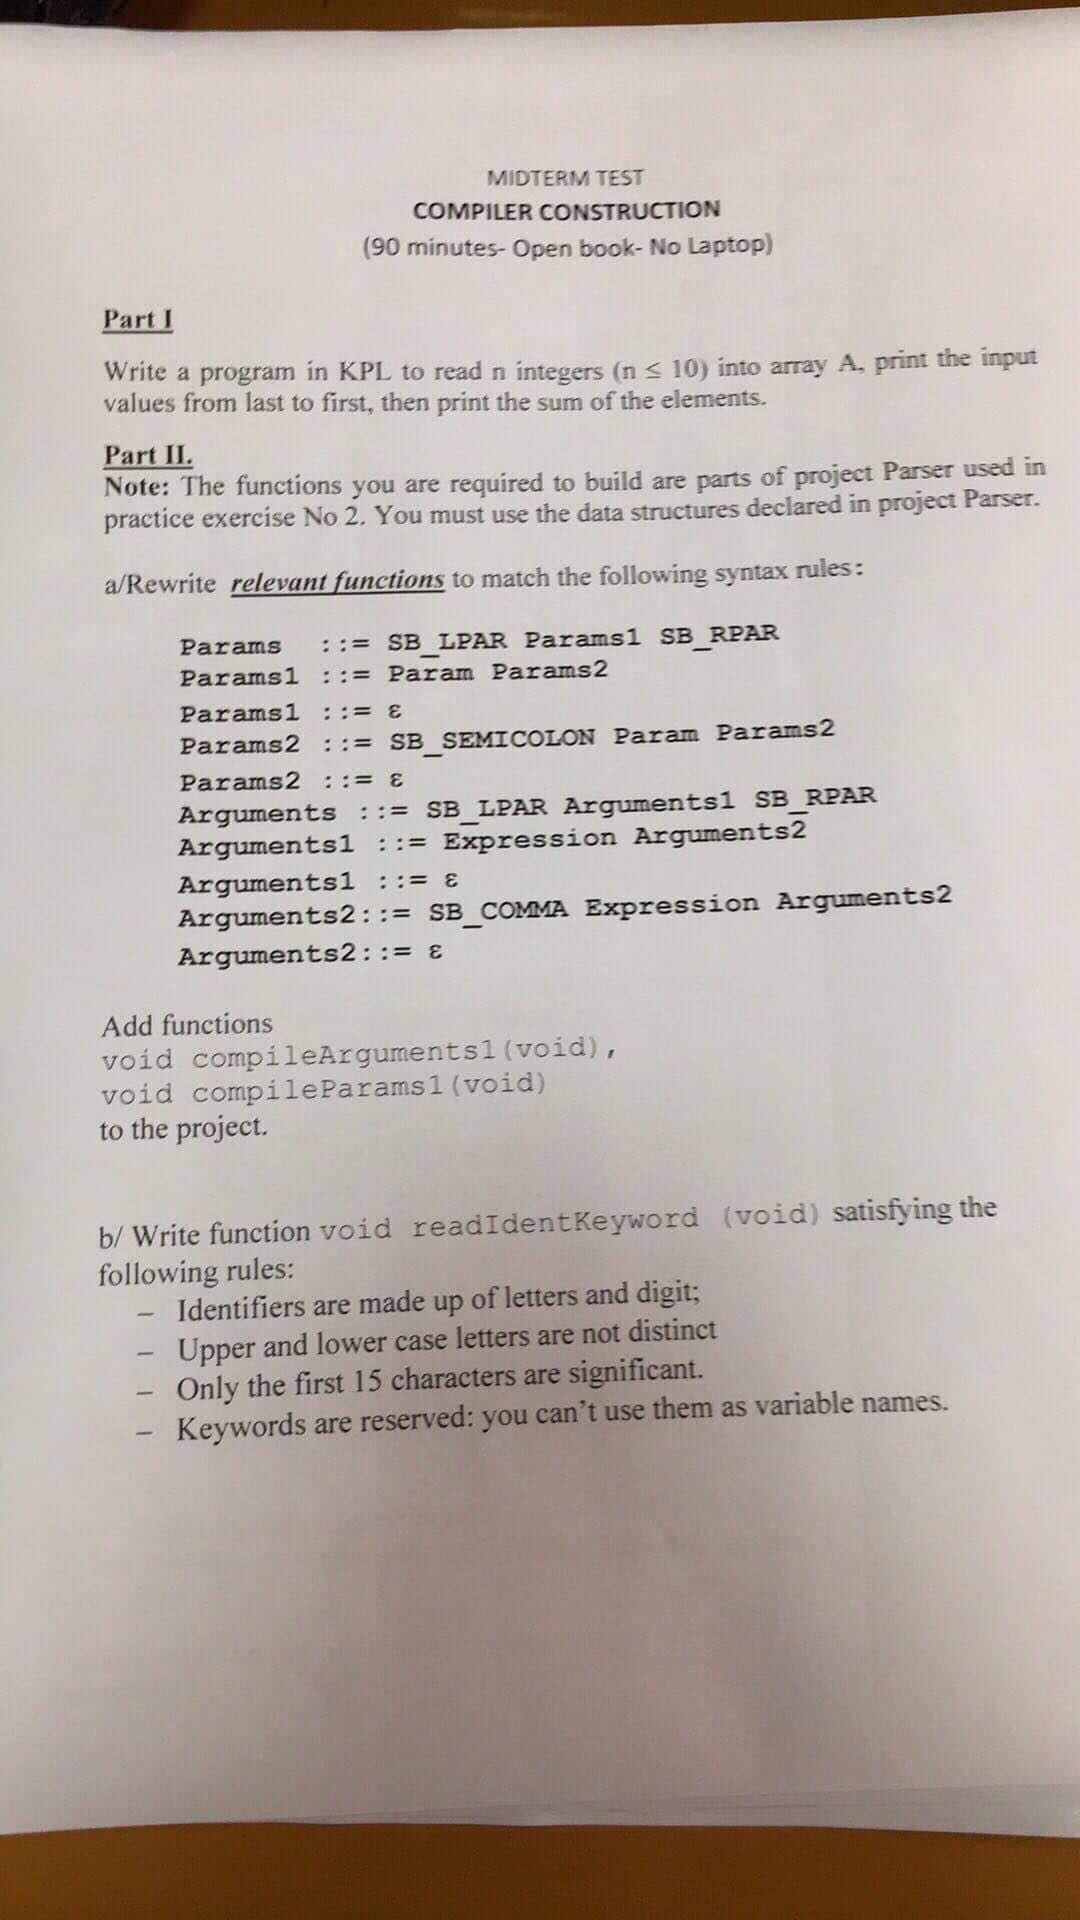 MIDTERM TEST
COMPILER CONSTRUCTION
(90 minutes- Open book- No Laptop)
Part I
Write a program in KPL to read n integers (n ≤ 10) into array A, print the input
values from last to first, then print the sum of the elements.
Part II.
Note: The functions you are required to build are parts of project Parser used in
practice exercise No 2. You must use the data structures declared in project Parser.
a/Rewrite relevant functions to match the following syntax rules:
Params ::= SB_LPAR Params1 SB_RPAR
Params1 ::= Param Params2
Params1 ::= ε
Params2 ::= SB_SEMICOLON Param Params2
Params2 ::= ε
Arguments ::= SB_LPAR Arguments1 SB_RPAR
Arguments1 ::= Expression Arguments2
Arguments1 ::= ε
Arguments2::= SB_COMMA Expression Arguments2
Arguments2::= ε
Add functions
void compileArguments1(void),
void compileParams1(void)
to the project.
b/ Write function void readIdentKeyword (void) satisfying the
following rules:
– Identifiers are made up of letters and digit;
– Upper and lower case letters are not distinct
– Only the first 15 characters are significant.
– Keywords are reserved: you can't use them as variable names.